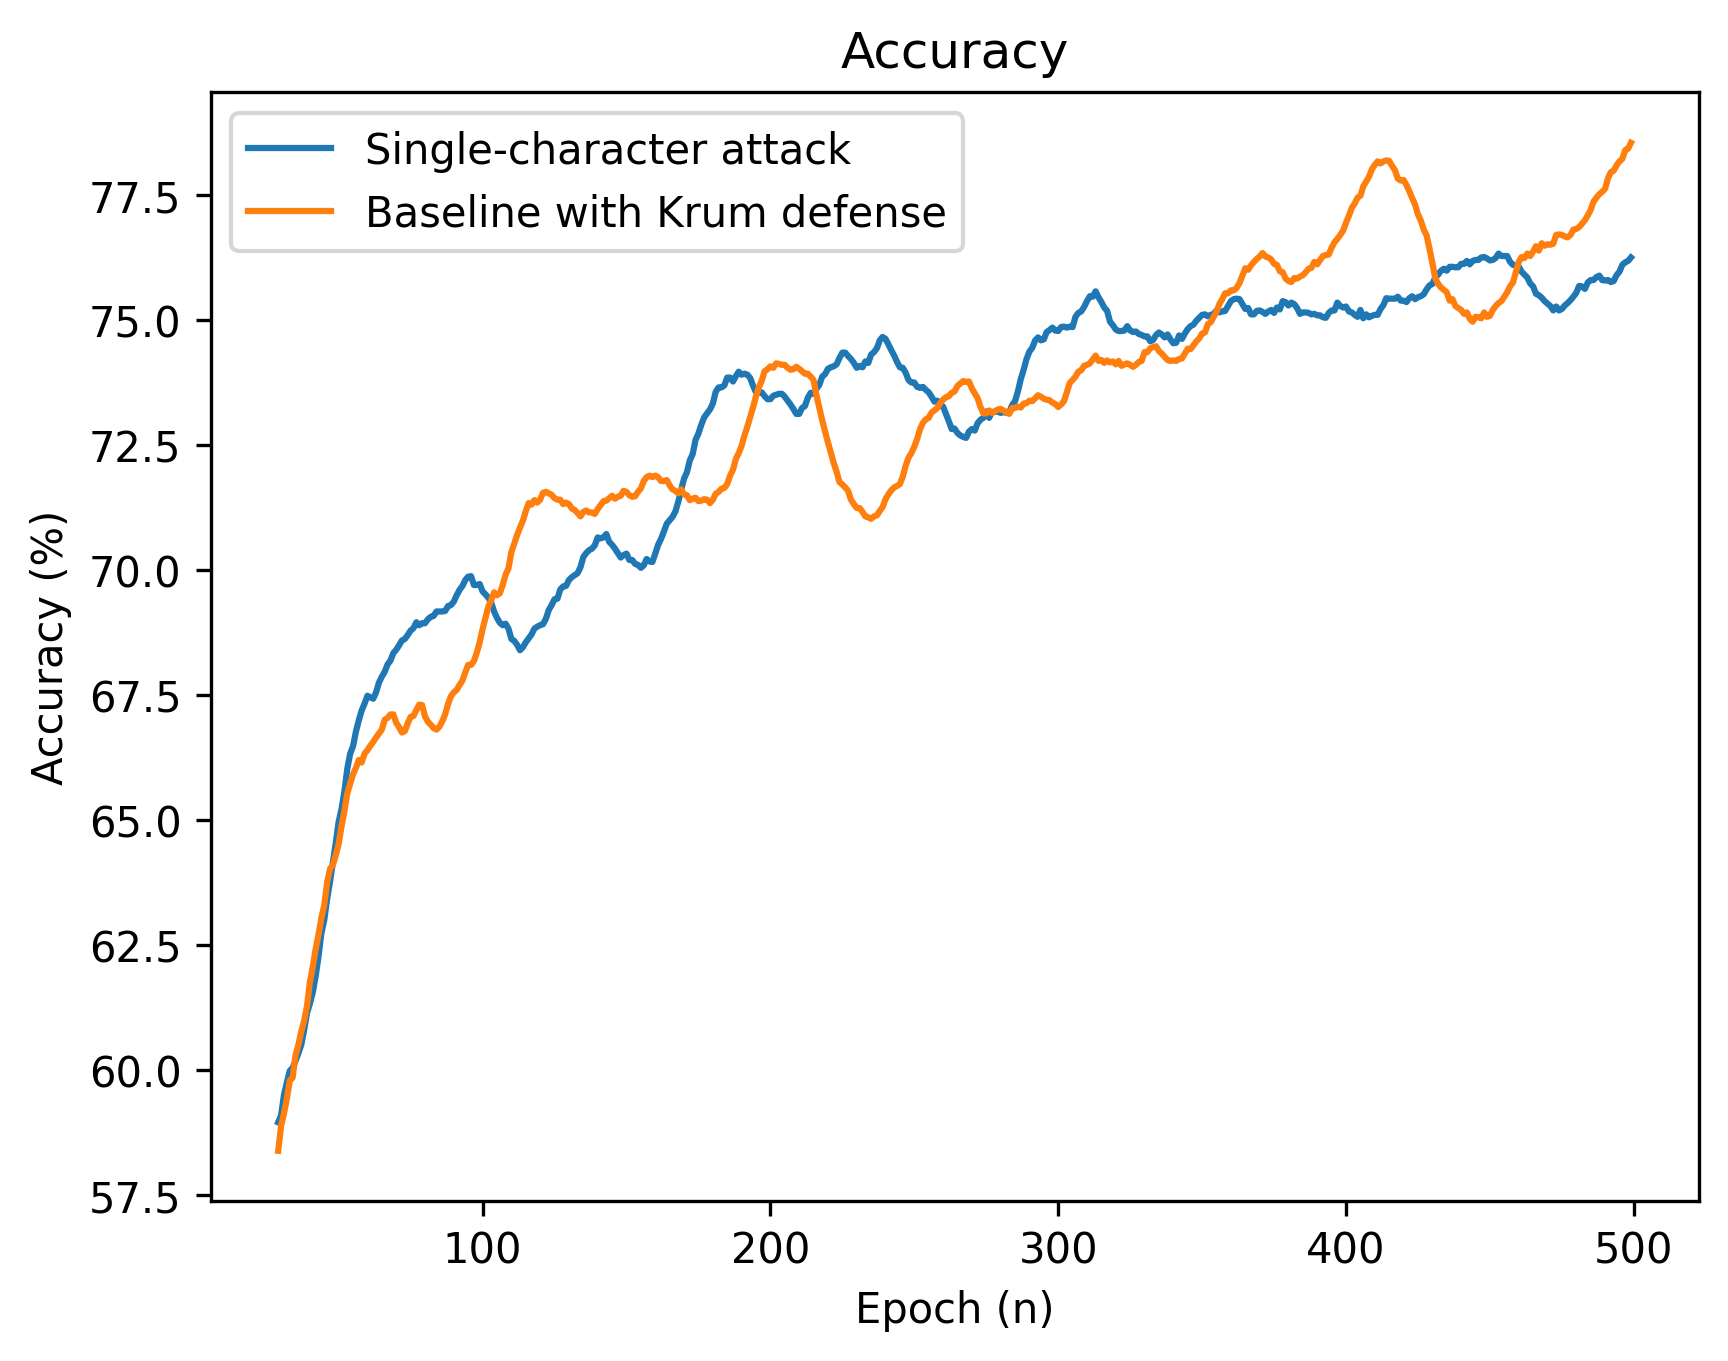 Accuracy
Single-character attack
Baseline with Krum defense
77.5
75.0
72.5
70.0
67.5
65.0
62.5
60.0
57.5
Accuracy (%)
100 200 300 400 500
Epoch (n)